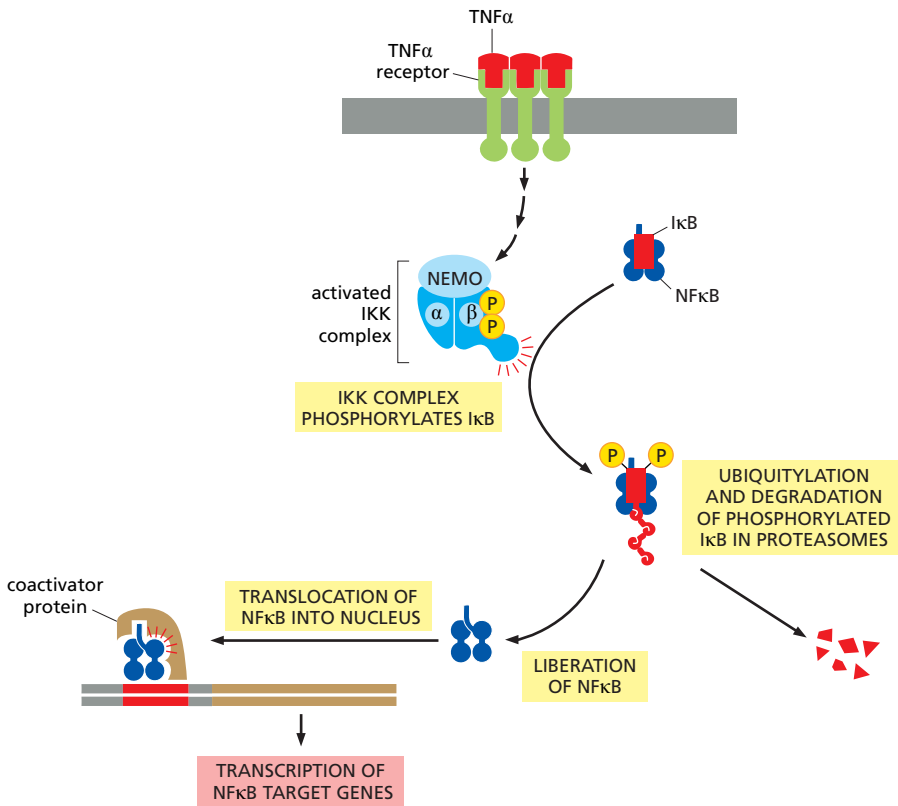 TNFα
TNFα
receptor
IκB
NFκB
NEMO
activated
IKK
complex
α
β
P
P
IKK COMPLEX
PHOSPHORYLATES IκB
P
P
UBIQUITYLATION
AND DEGRADATION
OF PHOSPHORYLATED
IκB IN PROTEASOMES
coactivator
protein
TRANSLOCATION OF
NFκB INTO NUCLEUS
LIBERATION
OF NFκB
TRANSCRIPTION OF
NFκB TARGET GENES